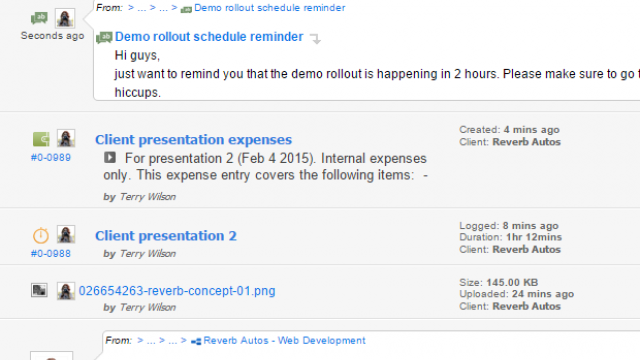 From: > ... > ... > Demo rollout schedule reminder
Seconds ago
Demo rollout schedule reminder
Hi guys,
just want to remind you that the demo rollout is happening in 2 hours. Please make sure to go t
hiccups.
#0-0989
Client presentation expenses
For presentation 2 (Feb 4 2015). Internal expenses
only. This expense entry covers the following items: -
by Terry Wilson
Created: 4 mins ago
Client: Reverb Autos
#0-0988
Client presentation 2
by Terry Wilson
Logged: 8 mins ago
Duration: 1hr 12mins
Client: Reverb Autos
026654263-reverb-concept-01.png
by Terry Wilson
Size: 145.00 KB
Uploaded: 24 mins ago
Client: Reverb Autos
From: > ... > ... > Reverb Autos - Web Development